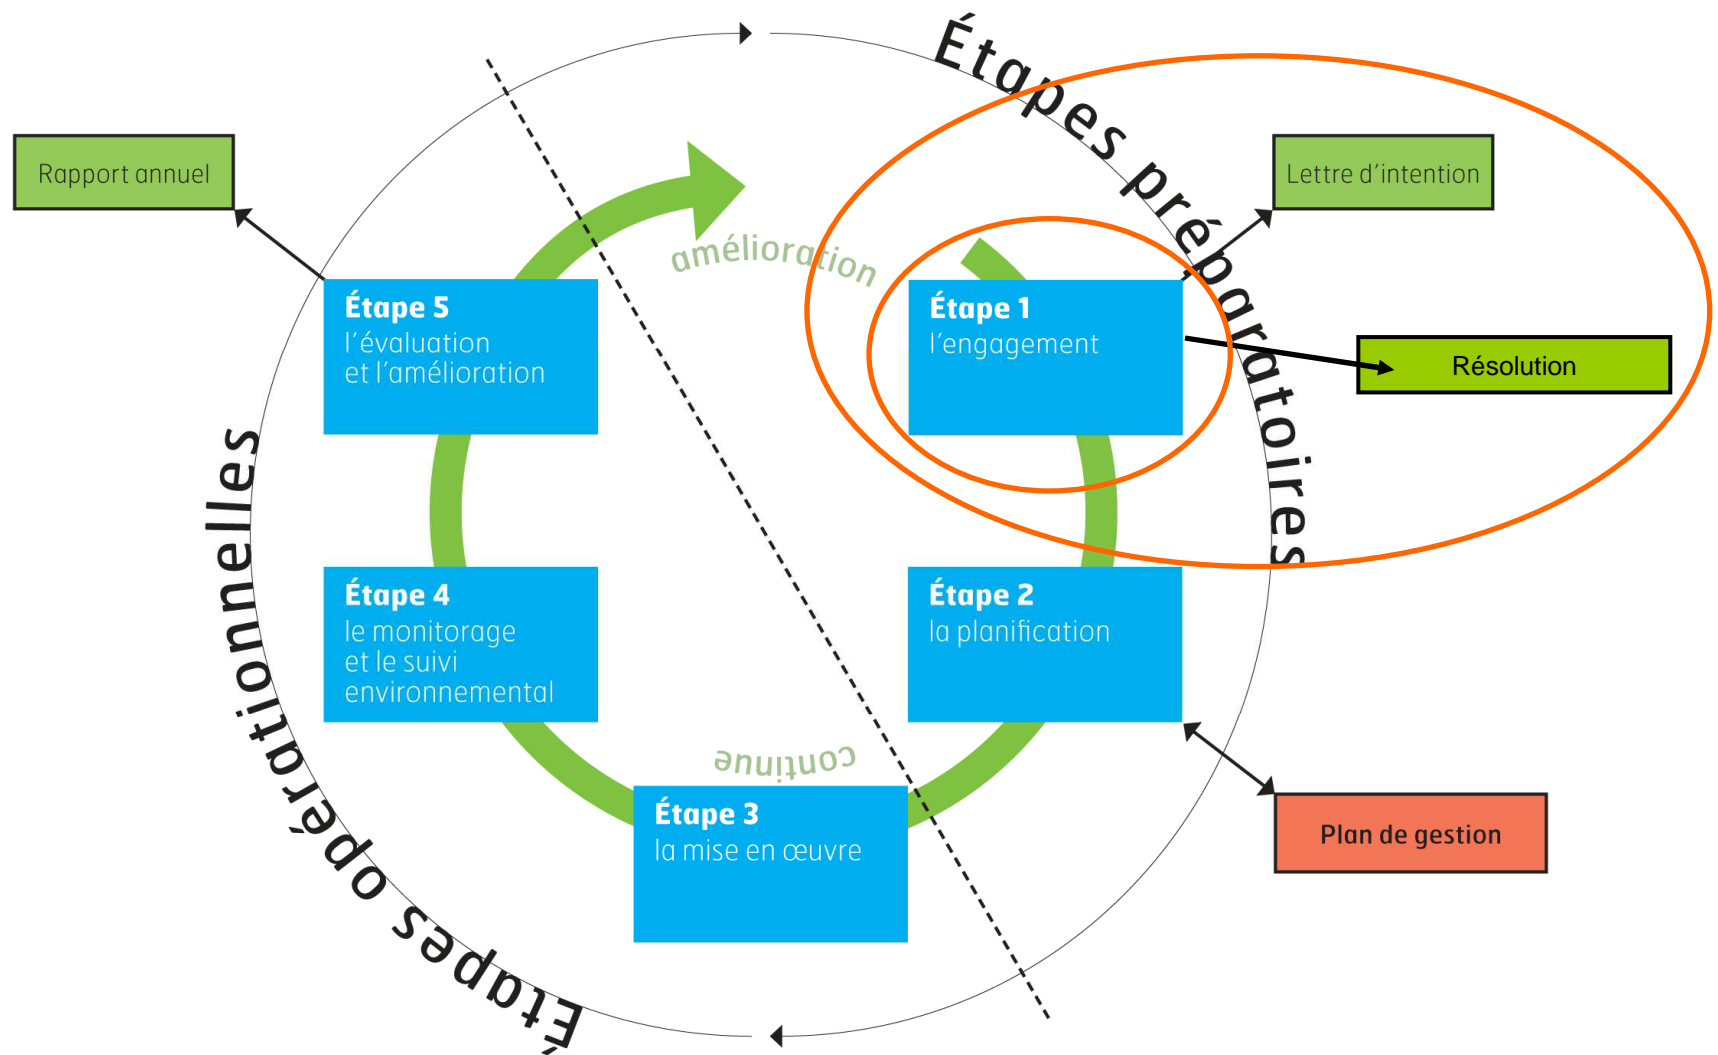 Étapes préparatoires
Rapport annuel
Lettre d'intention
amélioration
Étape 5
l'évaluation
et l'amélioration
Étape 1
l'engagement
Résolution
Étapes opérationnelles
Étape 4
le monitorage
et le suivi
environnemental
Étape 2
la planification
continue
Étape 3
la mise en œuvre
Plan de gestion